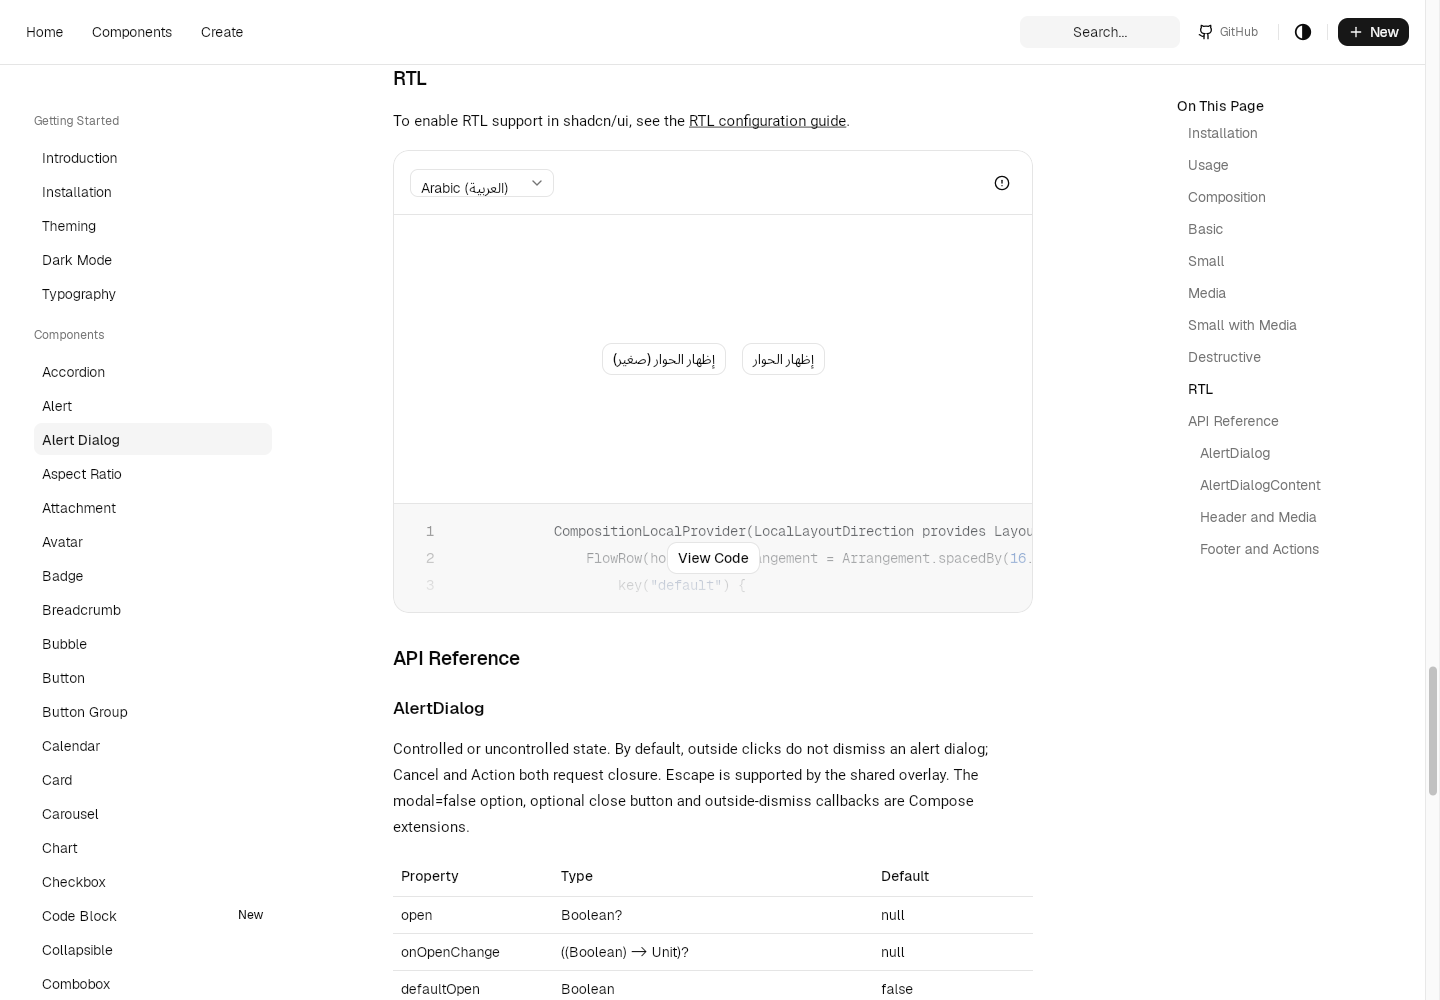 Home
Components
Create
Search...
GitHub
New
Getting Started
Introduction
Installation
Theming
Dark Mode
Typography
Components
Accordion
Alert
Alert Dialog
Aspect Ratio
Attachment
Avatar
Badge
Breadcrumb
Bubble
Button
Button Group
Calendar
Card
Carousel
Chart
Checkbox
Code Block New
Collapsible
Combobox
RTL
To enable RTL support in shadcn/ui, see the RTL configuration guide.
Arabic (العربية)
إظهار الحوار
إظهار الحوار (صغير)
1 CompositionLocalProvider(LocalLayoutDirection provides Layou
2 FlowRow(ho ngement = Arrangement.spacedBy(16.
View Code
3 key("default") {
API Reference
AlertDialog
Controlled or uncontrolled state. By default, outside clicks do not dismiss an alert dialog;
Cancel and Action both request closure. Escape is supported by the shared overlay. The
modal=false option, optional close button and outside-dismiss callbacks are Compose
extensions.
Property Type Default
open Boolean? null
onOpenChange ((Boolean) -> Unit)? null
defaultOpen Boolean false
On This Page
Installation
Usage
Composition
Basic
Small
Media
Small with Media
Destructive
RTL
API Reference
AlertDialog
AlertDialogContent
Header and Media
Footer and Actions